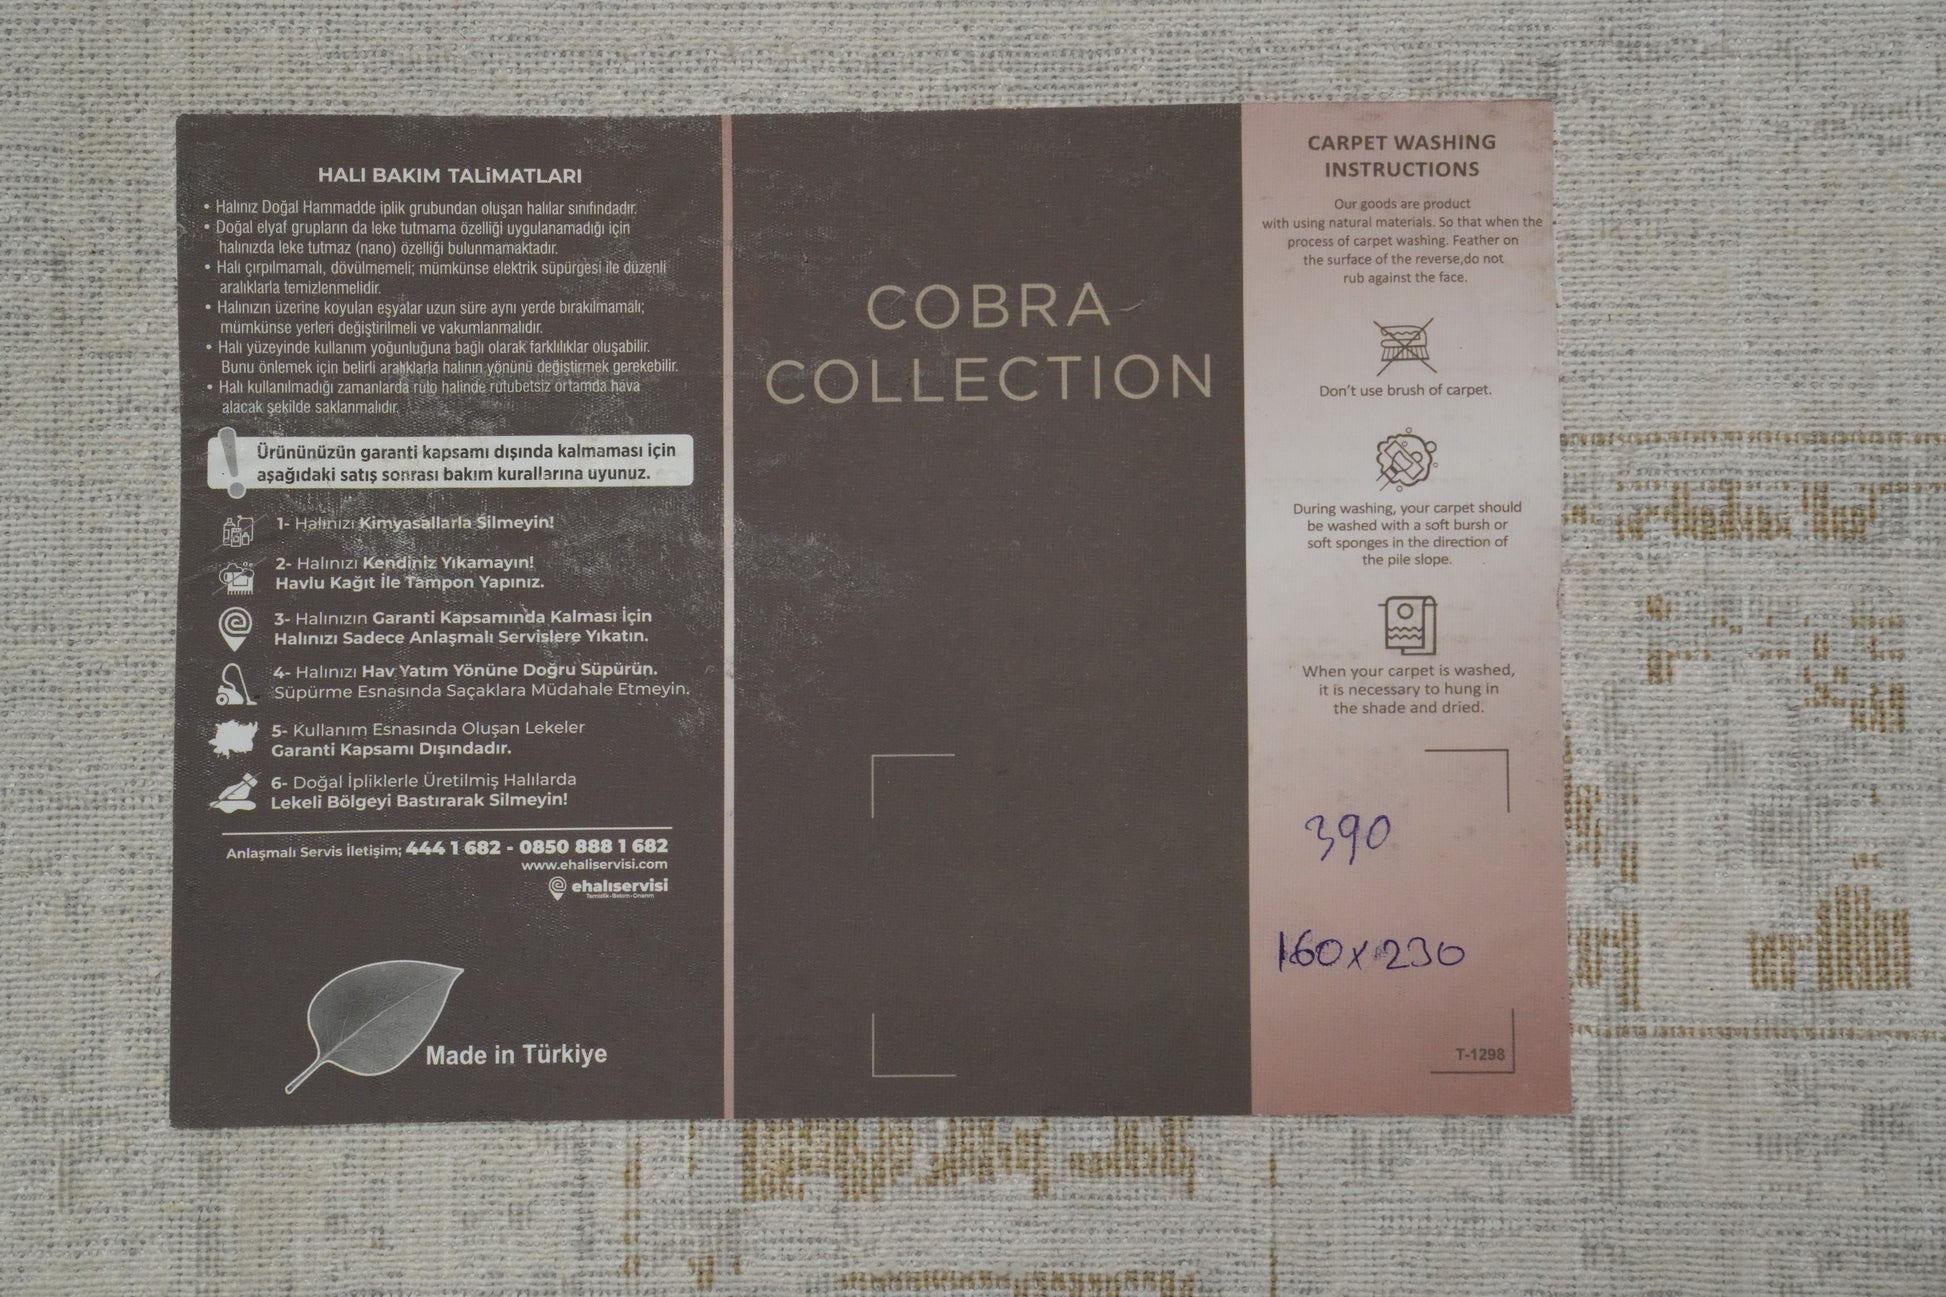 HALI BAKIM TALiMATLARI
• Halınız Doğal Hammadde iplik grubundan oluşan halılar sınıfındadır.
• Doğal elyaf grupların da leke tutmama özelliği uygulanamadığı için
halınızda leke tutmaz (nano) özelliği bulunmamaktadır.
• Halı çırpılmamalı, dövülmemeli; mümkünse elektrik süpürgesi ile düzenli
aralıklarla temizlenmelidir.
• Halınızın üzerine koyulan eşyalar uzun süre aynı yerde bırakılmamalı;
mümkünse yerleri değiştirilmeli ve vakumlanmalıdır.
• Halı yüzeyinde kullanım yoğunluğuna bağlı olarak farklılıklar oluşabilir.
Bunu önlemek için belirli aralıklarla halının yönünü değiştirmek gerekebilir.
• Halı kullanılmadığı zamanlarda rulo halinde rutubetsiz ortamda hava
alacak şekilde saklanmalıdır.
Ürününüzün garanti kapsamı dışında kalmaması için
aşağıdaki satış sonrası bakım kurallarına uyunuz.
1- Halınızı Kimyasallarla Silmeyin!
2- Halınızı Kendiniz Yıkamayın!
Havlu Kağıt İle Tampon Yapınız.
3- Halınızın Garanti Kapsamında Kalması İçin
Halınızı Sadece Anlaşmalı Servislere Yıkatın.
4- Halınızı Hav Yatım Yönüne Doğru Süpürün.
Süpürme Esnasında Saçaklara Müdahale Etmeyin.
5- Kullanım Esnasında Oluşan Lekeler
Garanti Kapsamı Dışındadır.
6- Doğal İpliklerle Üretilmiş Halılarda
Lekeli Bölgeyi Bastırarak Silmeyin!
Anlaşmalı Servis İletişim; 444 1 682 - 0850 888 1 682
www.ehaliservisi.com
ehalıservisi
Temizlik-Bakım-Onarım
Made in Türkiye
COBRA
COLLECTION
CARPET WASHING
INSTRUCTIONS
Our goods are product
with using natural materials. So that when the
process of carpet washing. Feather on
the surface of the reverse,do not
rub against the face.
Don't use brush of carpet.
During washing, your carpet should
be washed with a soft bursh or
soft sponges in the direction of
the pile slope.
When your carpet is washed,
it is necessary to hung in
the shade and dried.
390
160x230
T-1298